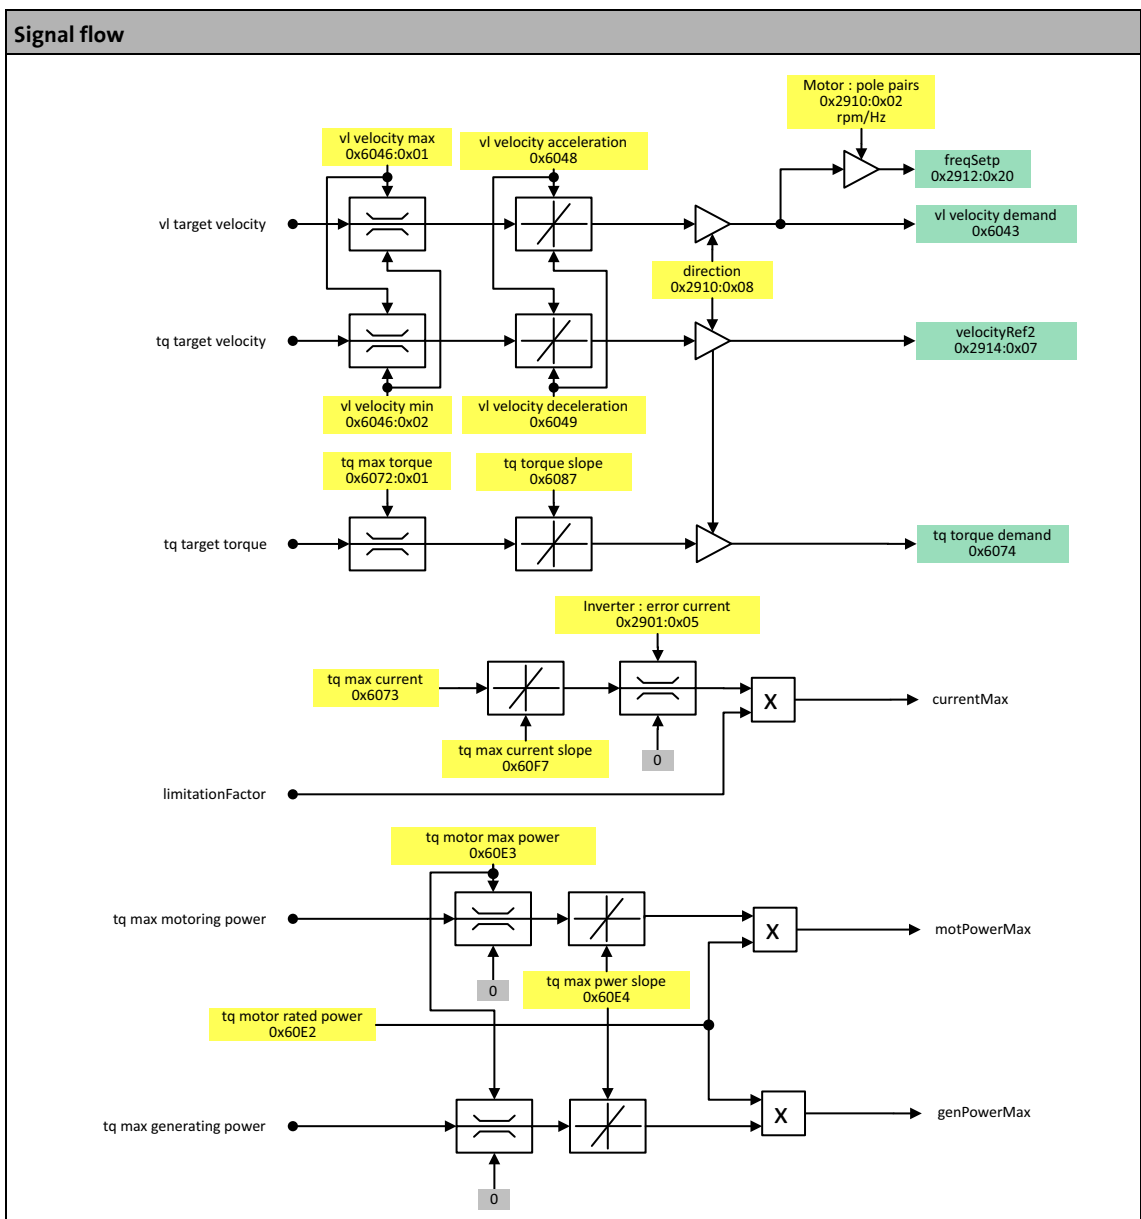 Signal flow
Motor : pole pairs
0x2910:0x02
rpm/Hz
vl velocity max
0x6046:0x01
vl velocity acceleration
0x6048
freqSetp
0x2912:0x20
vl target velocity
vl velocity demand
0x6043
direction
0x2910:0x08
tq target velocity
velocityRef2
0x2914:0x07
vl velocity min
0x6046:0x02
vl velocity deceleration
0x6049
tq max torque
0x6072:0x01
tq torque slope
0x6087
tq target torque
tq torque demand
0x6074
Inverter : error current
0x2901:0x05
tq max current
0x6073
X
currentMax
tq max current slope
0x60F7
0
limitationFactor
tq motor max power
0x60E3
tq max motoring power
X
motPowerMax
0
tq max pwer slope
0x60E4
tq motor rated power
0x60E2
tq max generating power
X
genPowerMax
0